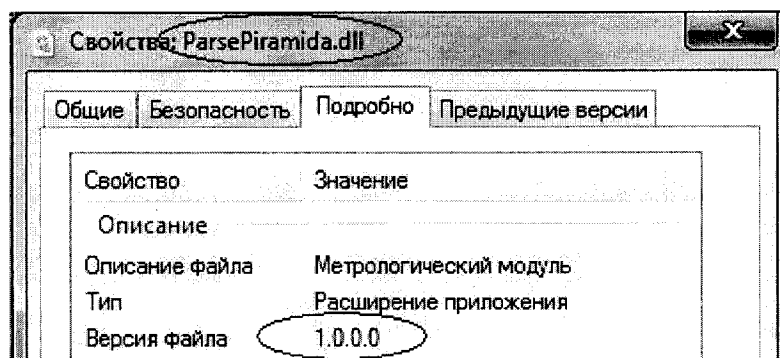 Свойства: ParsePiramida.dll
Общие Безопасность Подробно Предыдущие версии
Свойство Значение
Описание
Описание файла Метрологический модуль
Тип Расширение приложения
Версия файла 1.0.0.0